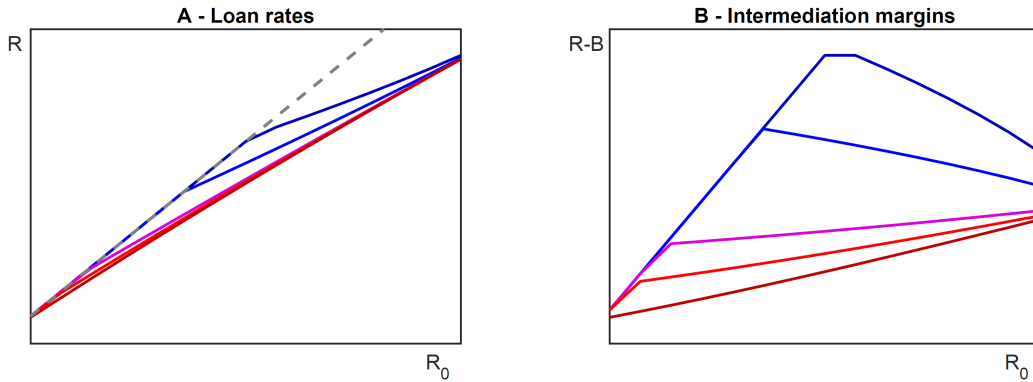 A - Loan rates
R
R0
B - Intermediation margins
R-B
R0